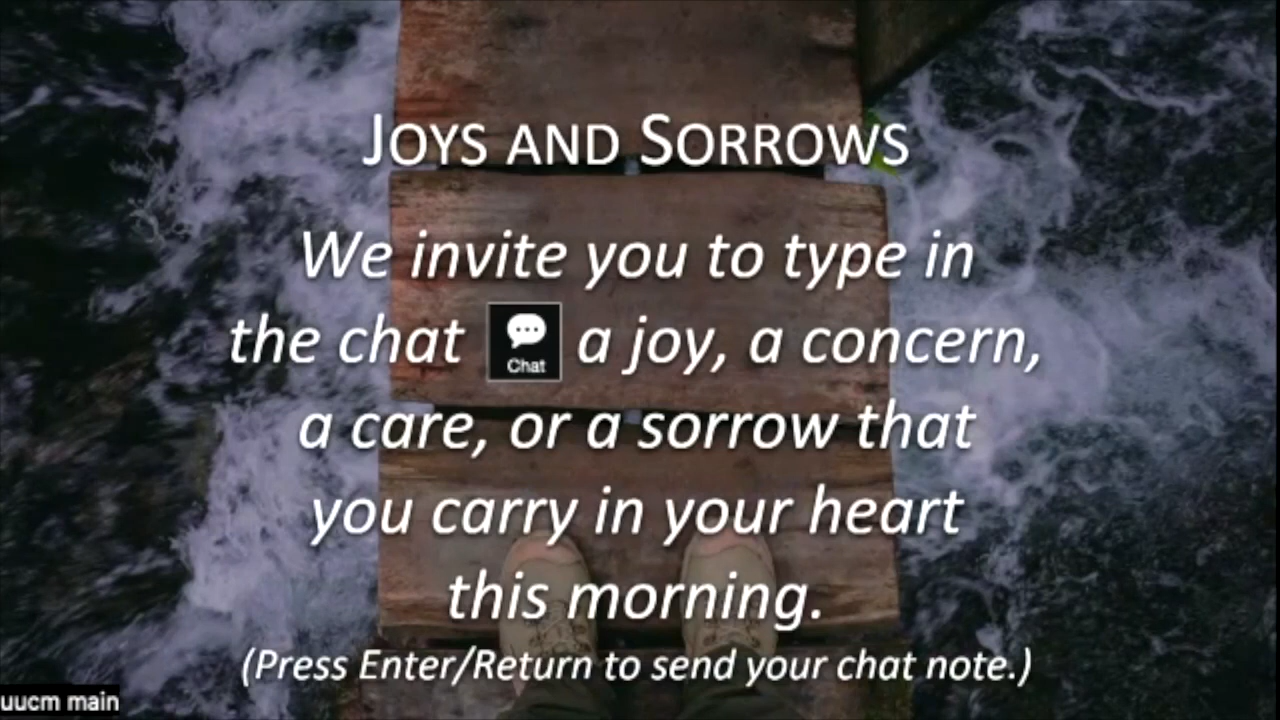 JOYS AND SORROWS
We invite you to type in
the chat Chat a joy, a concern,
a care, or a sorrow that
you carry in your heart
this morning.
(Press Enter/Return to send your chat note.)
uucm main